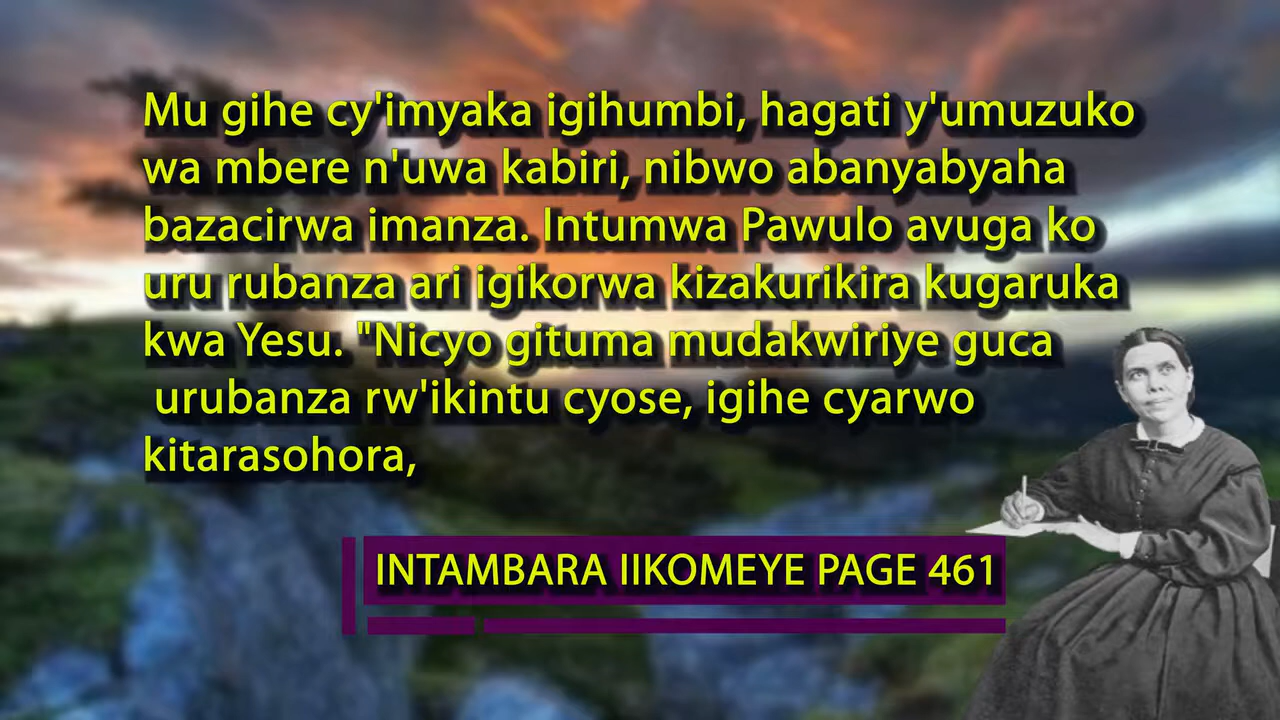 Mu gihe cy'imyaka igihumbi, hagati y'umuzuko
wa mbere n'uwa kabiri, nibwo abanyabyaha
bazacirwa imanza. Intumwa Pawulo avuga ko
uru rubanza ari igikorwa kizakurikira kugaruka
kwa Yesu. "Nicyo gituma mudakwiriye guca
urubanza rw'ikintu cyose, igihe cyarwo
kitarasohora,
INTAMBARA IIKOMEYE PAGE 461